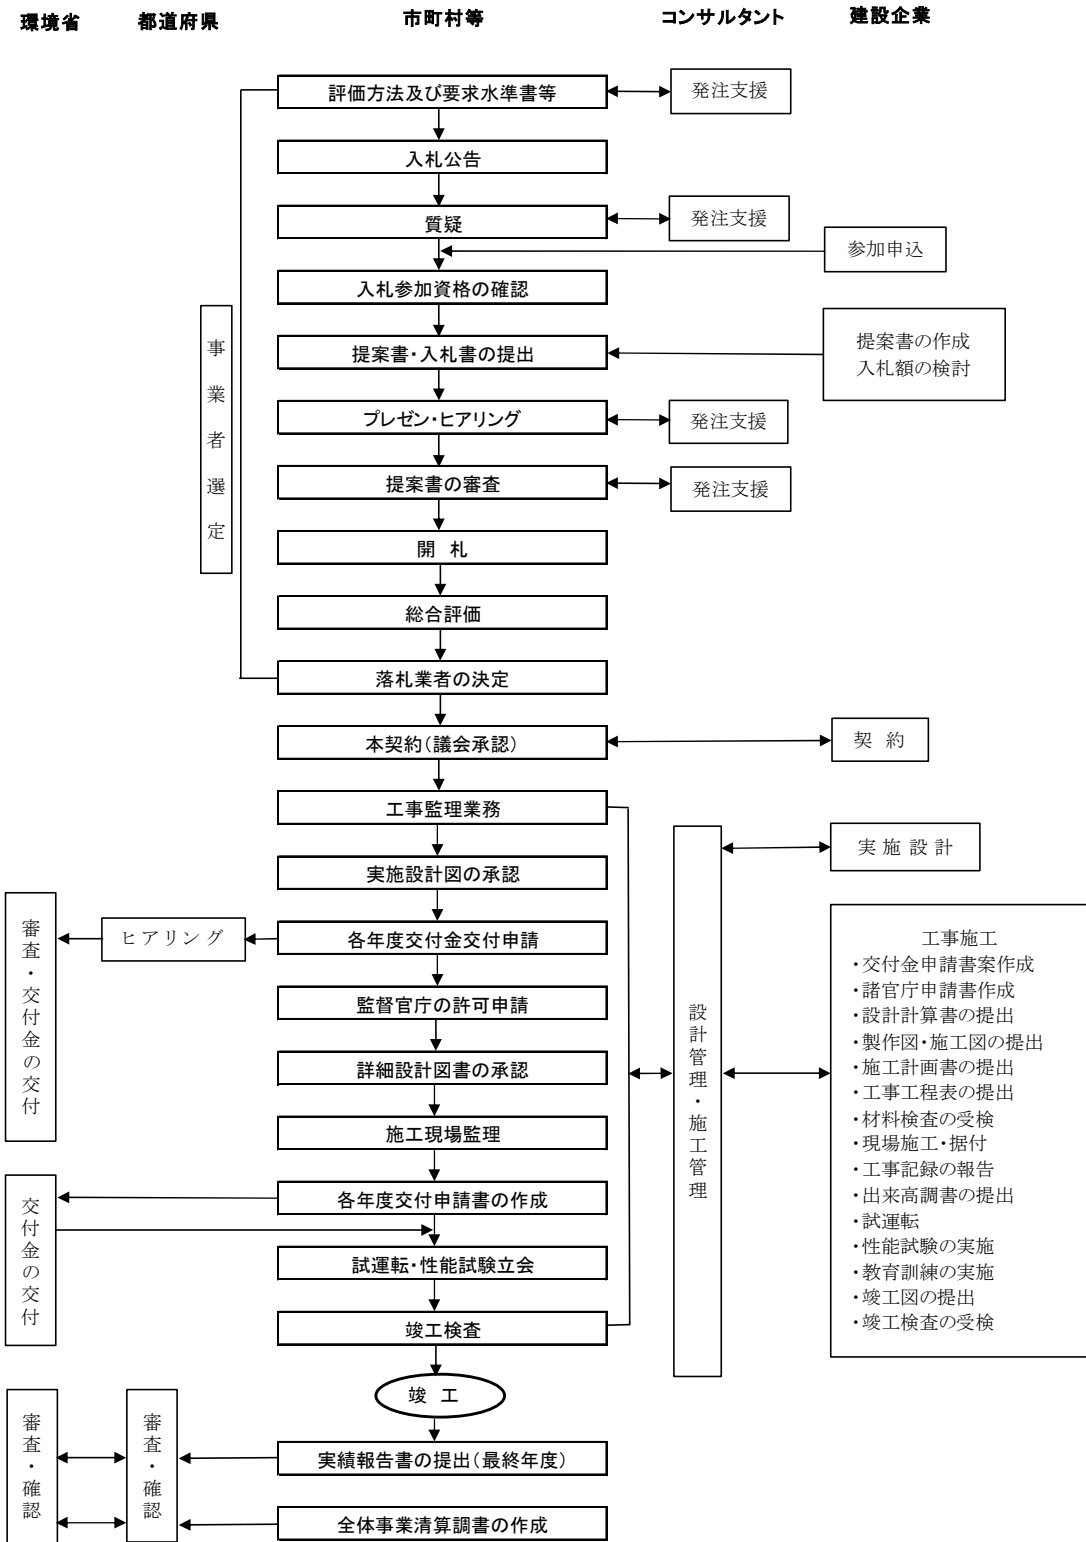 環境省
都道府県
市町村等
コンサルタント
建設企業
評価方法及び要求水準書等
発注支援
入札公告
質疑
発注支援
参加申込
入札参加資格の確認
提案書・入札書の提出
提案書の作成
入札額の検討
プレゼン・ヒアリング
発注支援
提案書の審査
発注支援
事業者選定
開 札
総合評価
落札業者の決定
本契約（議会承認）
契 約
工事監理業務
実施設計
実施設計図の承認
各年度交付金交付申請
ヒアリング
審査・交付金の交付
監督官庁の許可申請
詳細設計図書の承認
施工現場監理
設計管理・施工管理
工事施工
・交付金申請書案作成
・諸官庁申請書作成
・設計計算書の提出
・製作図・施工図の提出
・施工計画書の提出
・工事工程表の提出
・材料検査の受検
・現場施工・据付
・工事記録の報告
・出来高調書の提出
・試運転
・性能試験の実施
・教育訓練の実施
・竣工図の提出
・竣工検査の受検
各年度交付申請書の作成
交付金の交付
試運転・性能試験立会
竣工検査
竣 工
実績報告書の提出（最終年度）
審査・確認
審査・確認
全体事業清算調書の作成